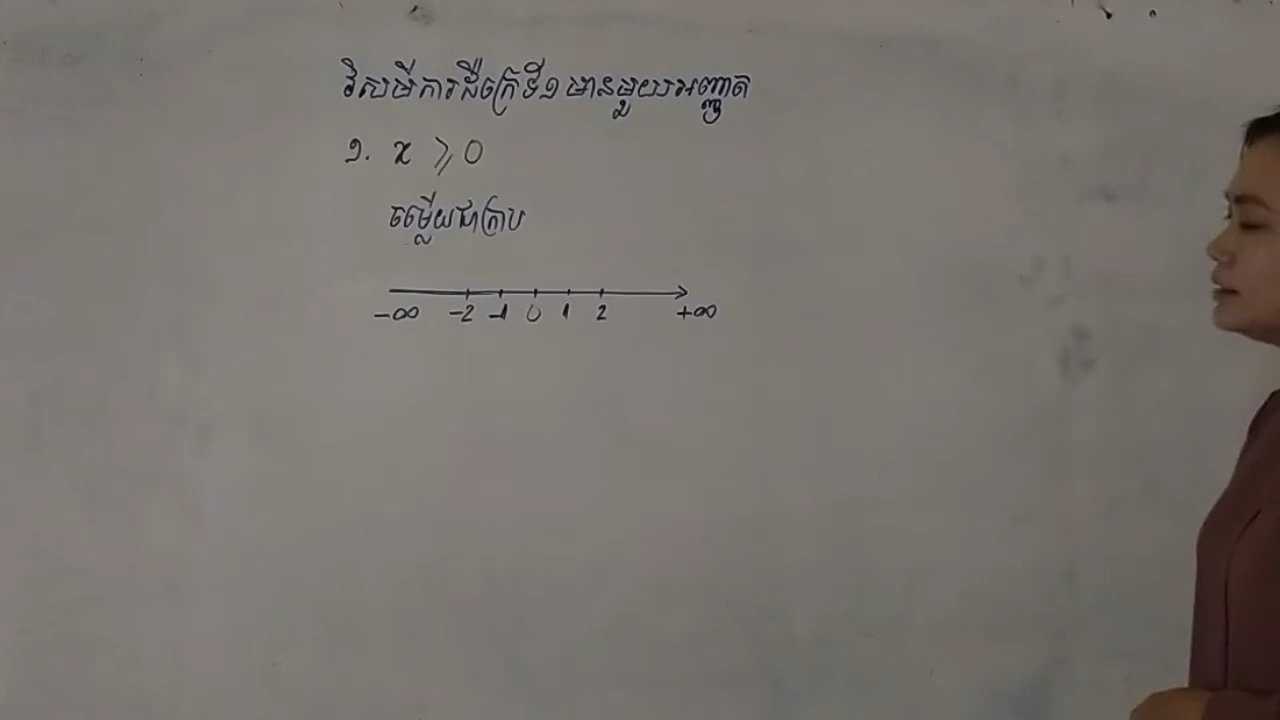 វិសមីការដឺក្រេទី១មានមួយអញ្ញាត
១. x ⩾ 0
ចម្លើយជាក្រាប
-∞ -2 -1 0 1 2 +∞